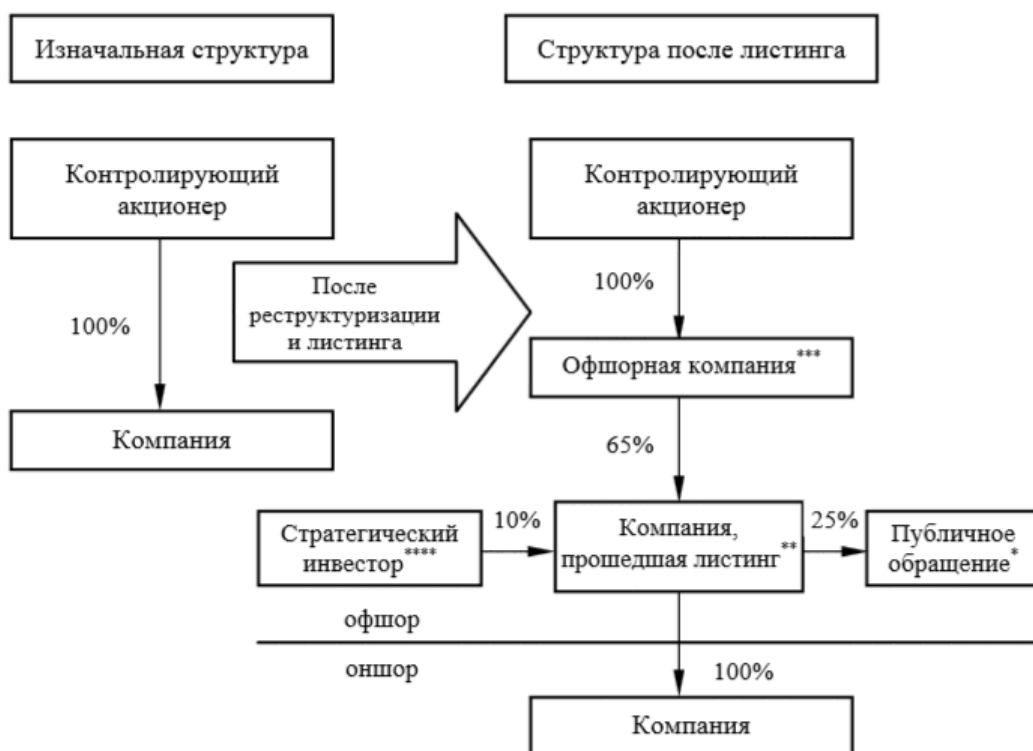 Изначальная структура
Структура после листинга
Контролирующий
акционер
Контролирующий
акционер
100%
После
реструктуризации
и листинга
100%
Офшорная компания***
Компания
65%
Стратегический
инвестор****
10%
Компания,
прошедшая листинг**
25%
Публичное
обращение*
офшор
оншор
100%
Компания